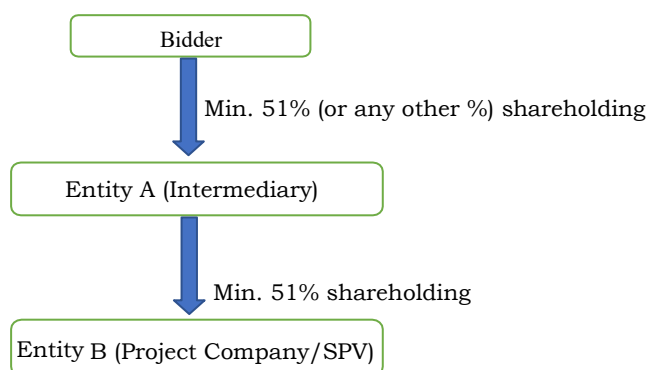 Bidder
Min. 51% (or any other %) shareholding
Entity A (Intermediary)
Min. 51% shareholding
Entity B (Project Company/SPV)